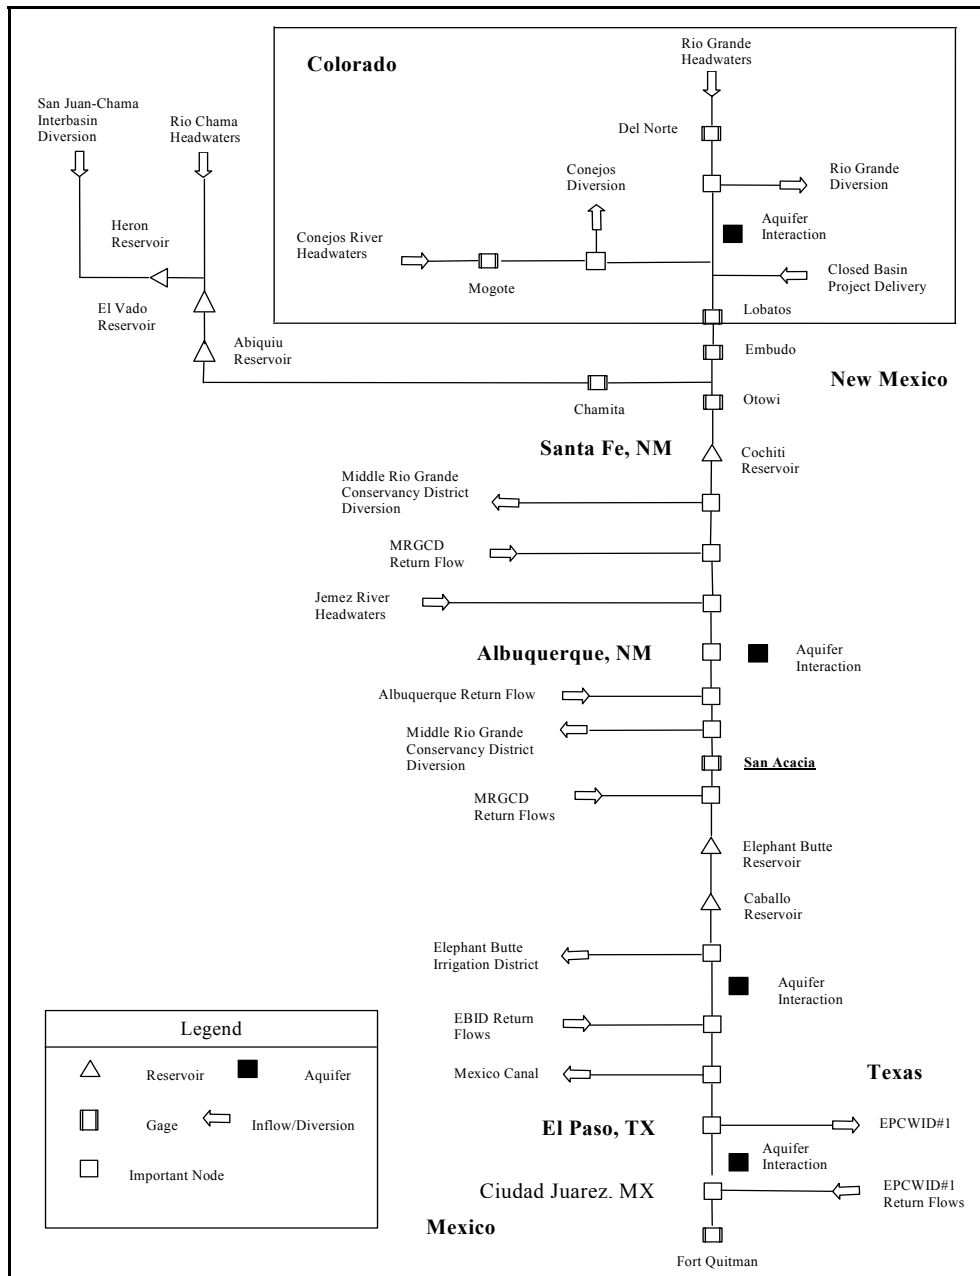 Rio Grande
Headwaters
Colorado
San Juan-Chama
Interbasin
Diversion
Rio Chama
Headwaters
Del Norte
Conejos
Diversion
Rio Grande
Diversion
Aquifer
Interaction
Heron
Reservoir
Conejos River
Headwaters
Mogote
Closed Basin
Project Delivery
El Vado
Reservoir
Lobatos
Abiquiu
Reservoir
Embudo
New Mexico
Chamita
Otowi
Santa Fe, NM
Cochiti
Reservoir
Middle Rio Grande
Conservancy District
Diversion
MRGCD
Return Flow
Jemez River
Headwaters
Albuquerque, NM
Aquifer
Interaction
Albuquerque Return Flow
Middle Rio Grande
Conservancy District
Diversion
San Acacia
MRGCD
Return Flows
Elephant Butte
Reservoir
Caballo
Reservoir
Elephant Butte
Irrigation District
Aquifer
Interaction
EBID Return
Flows
Mexico Canal
Texas
El Paso, TX
EPCWID#1
Aquifer
Interaction
Ciudad Juarez, MX
EPCWID#1
Return Flows
Mexico
Fort Quitman
Legend
Reservoir
Aquifer
Gage
Inflow/Diversion
Important Node